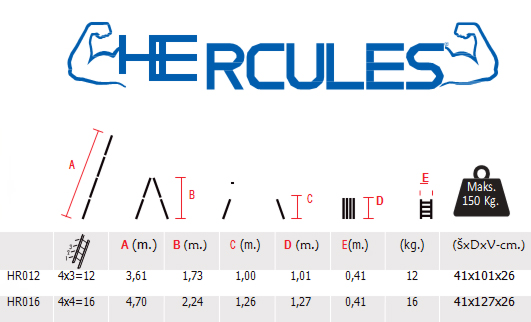 HERCULES
A
B
C
D
E
Maks.
150 Kg.
A (m.) B (m.) C (m.) D (m.) E(m.) (kg.) (ŠxDxV-cm.)
HR012 4x3=12 3,61 1,73 1,00 1,01 0,41 12 41x101x26
HR016 4x4=16 4,70 2,24 1,26 1,27 0,41 16 41x127x26